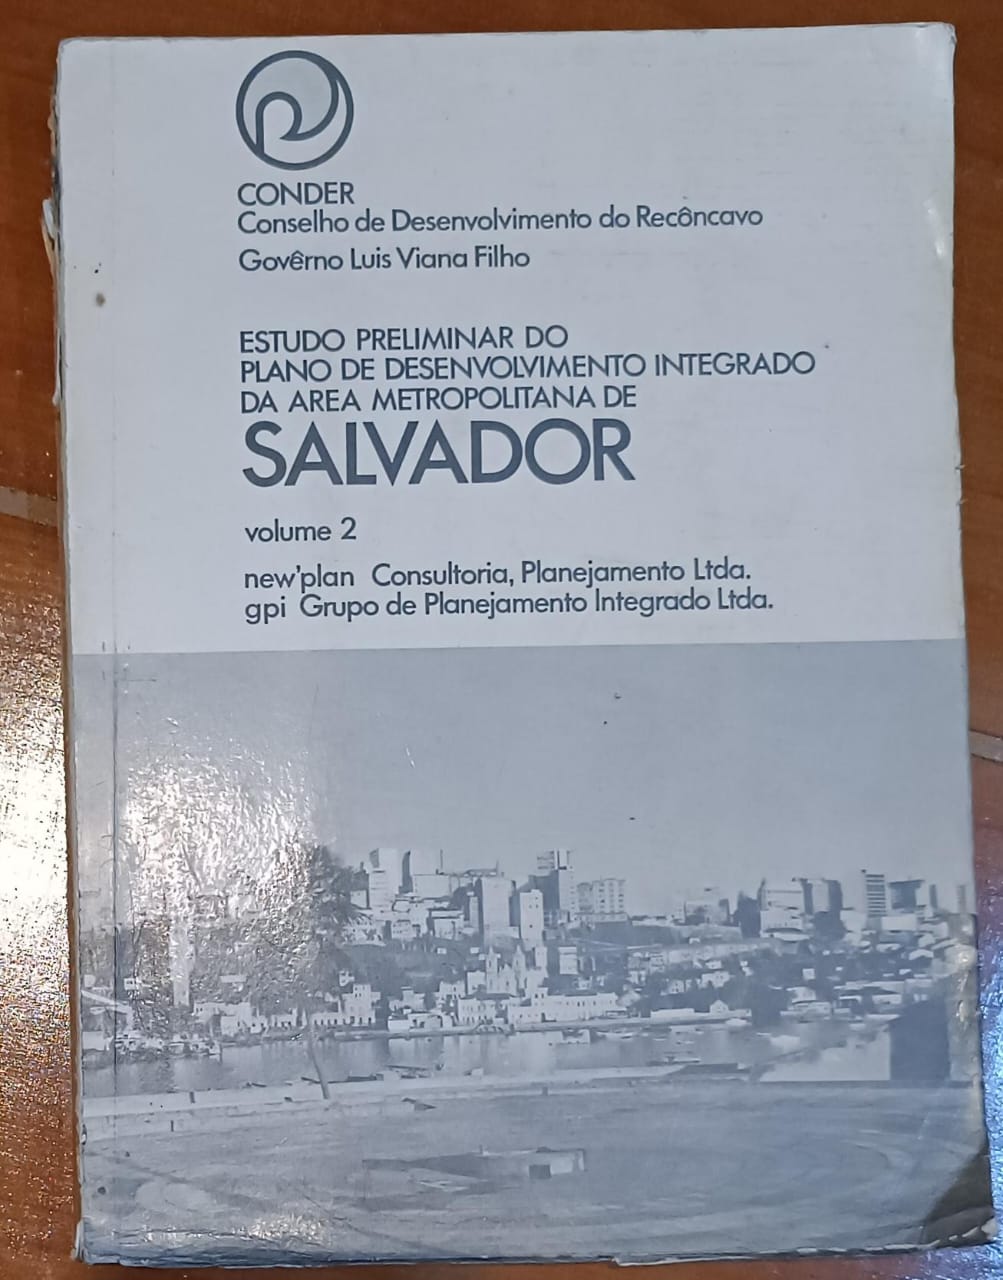 CONDER
Conselho de Desenvolvimento do Recôncavo
Govêrno Luis Viana Filho
ESTUDO PRELIMINAR DO
PLANO DE DESENVOLVIMENTO INTEGRADO
DA AREA METROPOLITANA DE
SALVADOR
volume 2
new'plan Consultoria, Planejamento Ltda.
gpi Grupo de Planejamento Integrado Ltda.